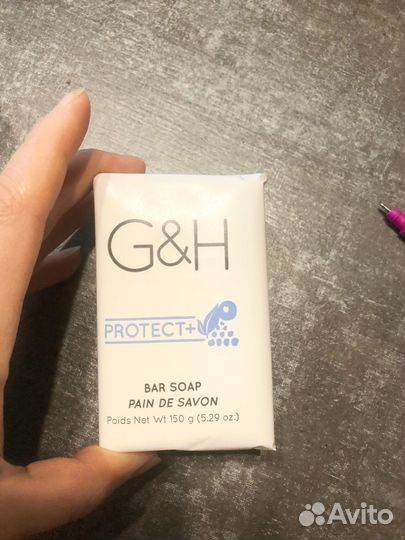 G&H
PROTECT+
BAR SOAP
PAIN DE SAVON
Poids Net Wt 150 g (5.29 oz.)
Avito